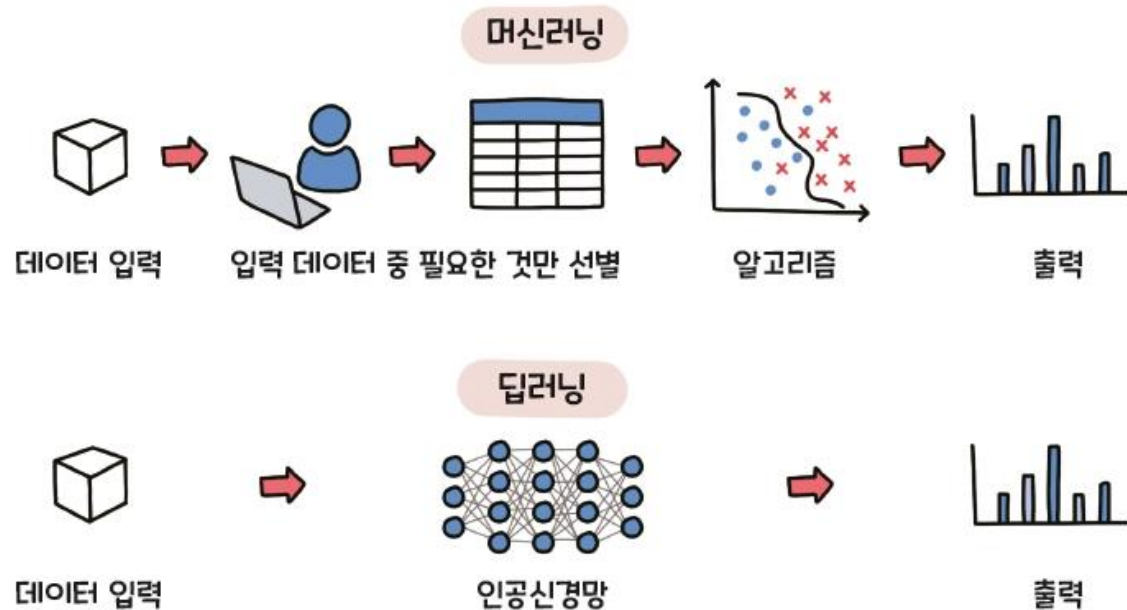 머신러닝
데이터 입력
입력 데이터 중 필요한 것만 선별
알고리즘
출력
딥러닝
데이터 입력
인공신경망
출력